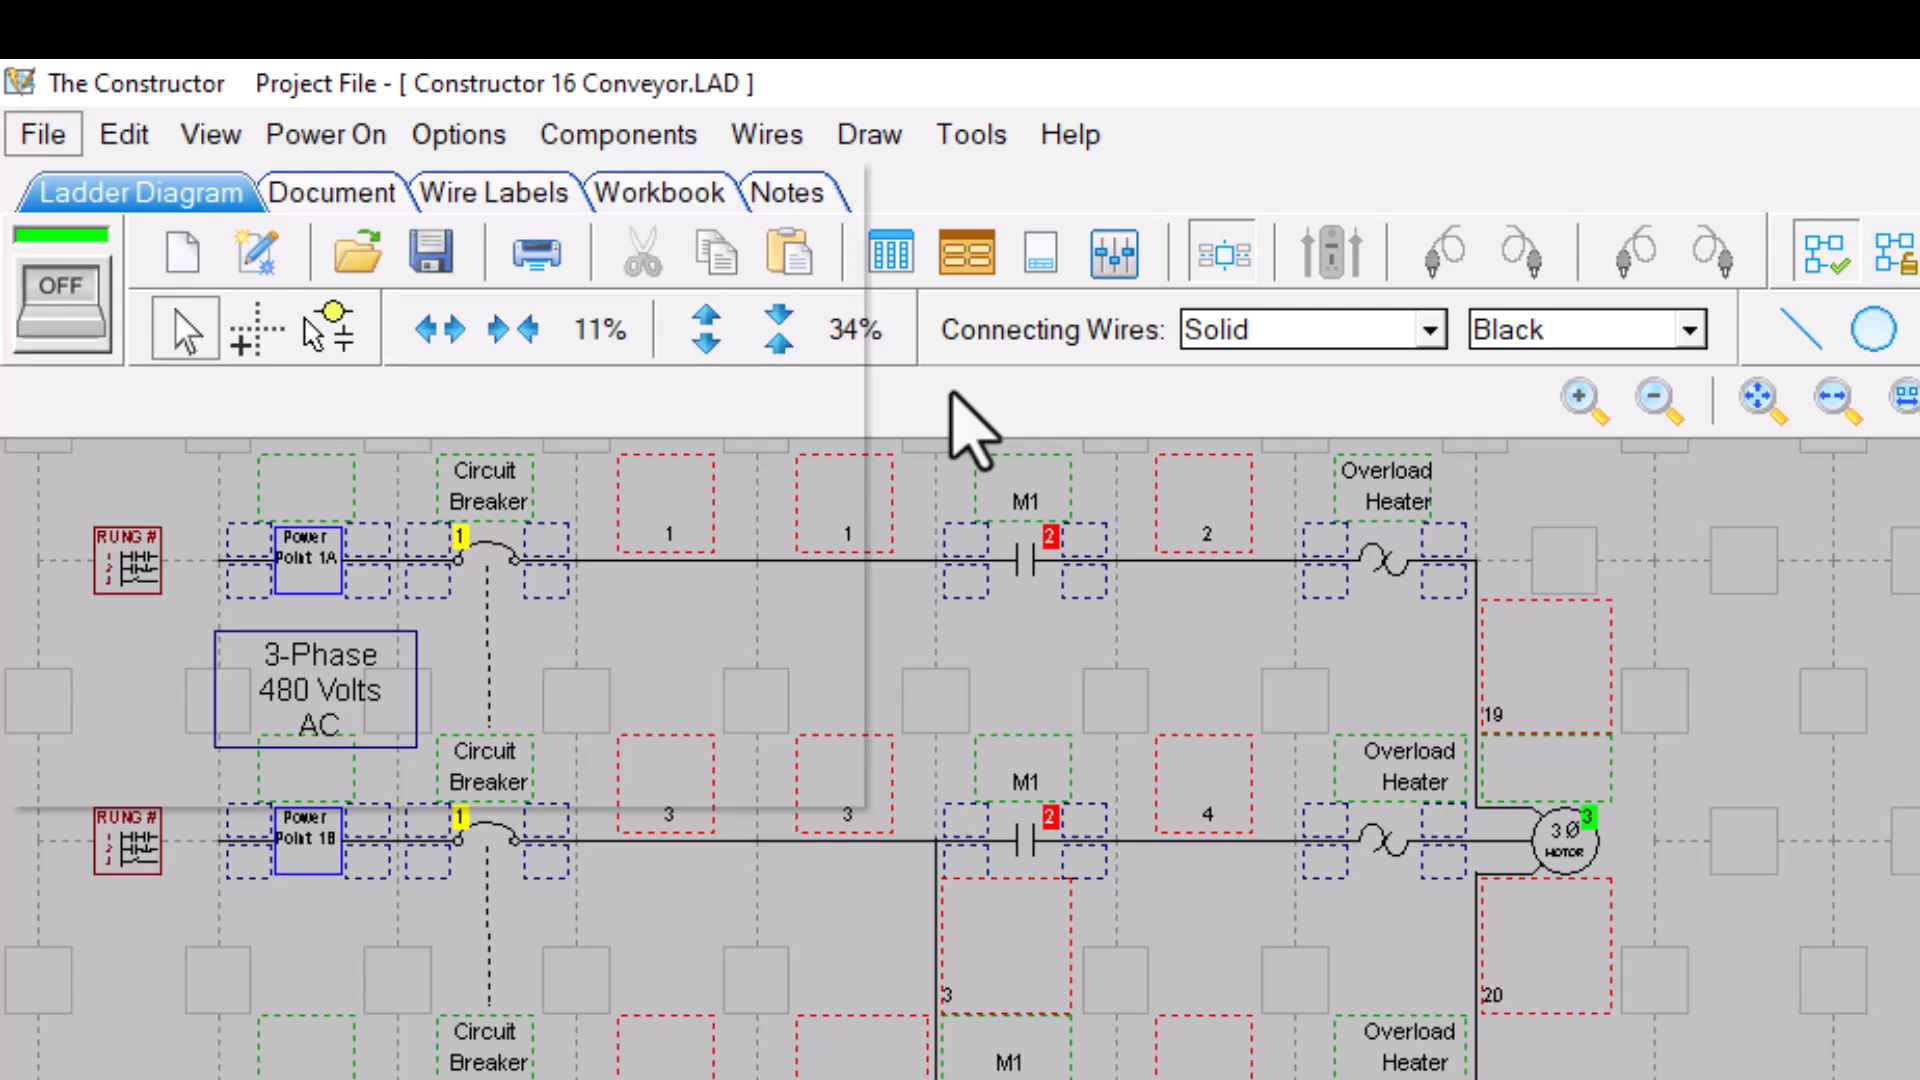 The Constructor Project File - [ Constructor 16 Conveyor.LAD ]
File Edit View Power On Options Components Wires Draw Tools Help
Ladder Diagram Document Wire Labels Workbook Notes
OFF
11% 34% Connecting Wires: Solid Black
Circuit Overload
Breaker M1 Heater
RUNG # Power 1 1 1 2 2
Point 1A
3-Phase
480 Volts
AC
19
Circuit Overload
Breaker M1 Heater
RUNG # Power 1 3 3 2 4 3
Point 1B 3Ø
MOTOR
3 20
Circuit Overload
Breaker M1 Heater